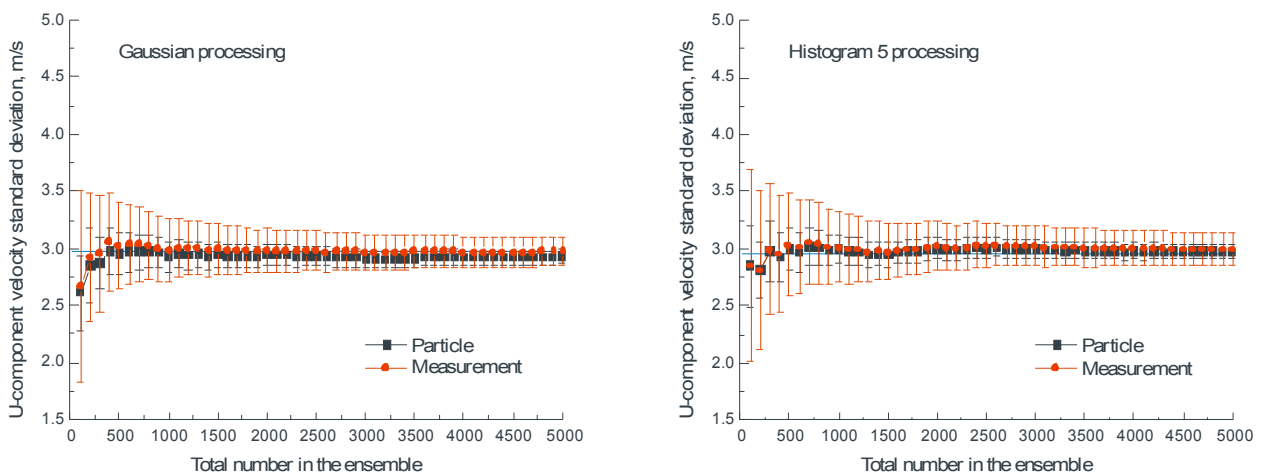 U-component velocity standard deviation, m/s
5.0
4.5
4.0
3.5
3.0
2.5
2.0
1.5
Gaussian processing
Particle
Measurement
0 500 1000 1500 2000 2500 3000 3500 4000 4500 5000
Total number in the ensemble
U-component velocity standard deviation, m/s
5.0
4.5
4.0
3.5
3.0
2.5
2.0
1.5
Histogram 5 processing
Particle
Measurement
0 500 1000 1500 2000 2500 3000 3500 4000 4500 5000
Total number in the ensemble